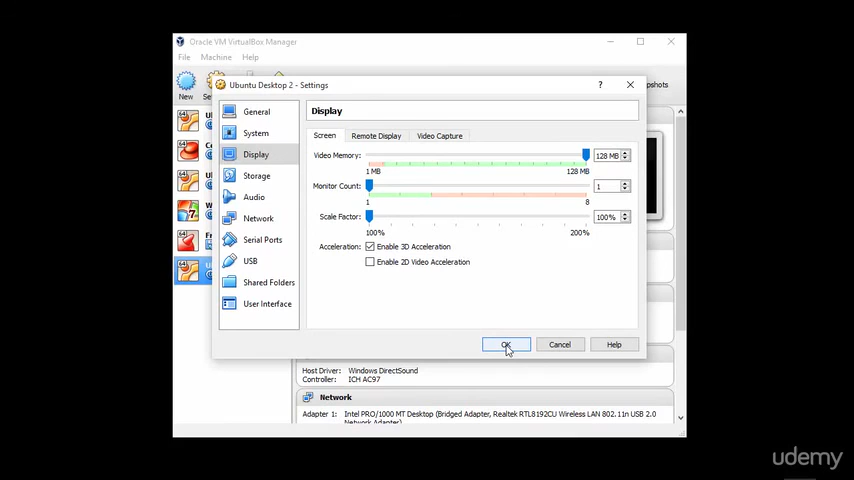 Oracle VM VirtualBox Manager
File Machine Help
Ubuntu Desktop 2 - Settings
?
New
apshots
General
System
Display
Storage
Audio
Network
Serial Ports
USB
Shared Folders
User Interface
Display
Screen Remote Display Video Capture
Video Memory: 128 MB
1 MB 128 MB
Monitor Count: 1
1 8
Scale Factor: 100%
100% 200%
Acceleration: Enable 3D Acceleration
Enable 2D Video Acceleration
OK Cancel Help
Host Driver: Windows DirectSound
Controller: ICH AC97
Network
Adapter 1: Intel PRO/1000 MT Desktop (Bridged Adapter, Realtek RTL8192CU Wireless LAN 802.11n USB 2.0
Network Adapter)
udemy